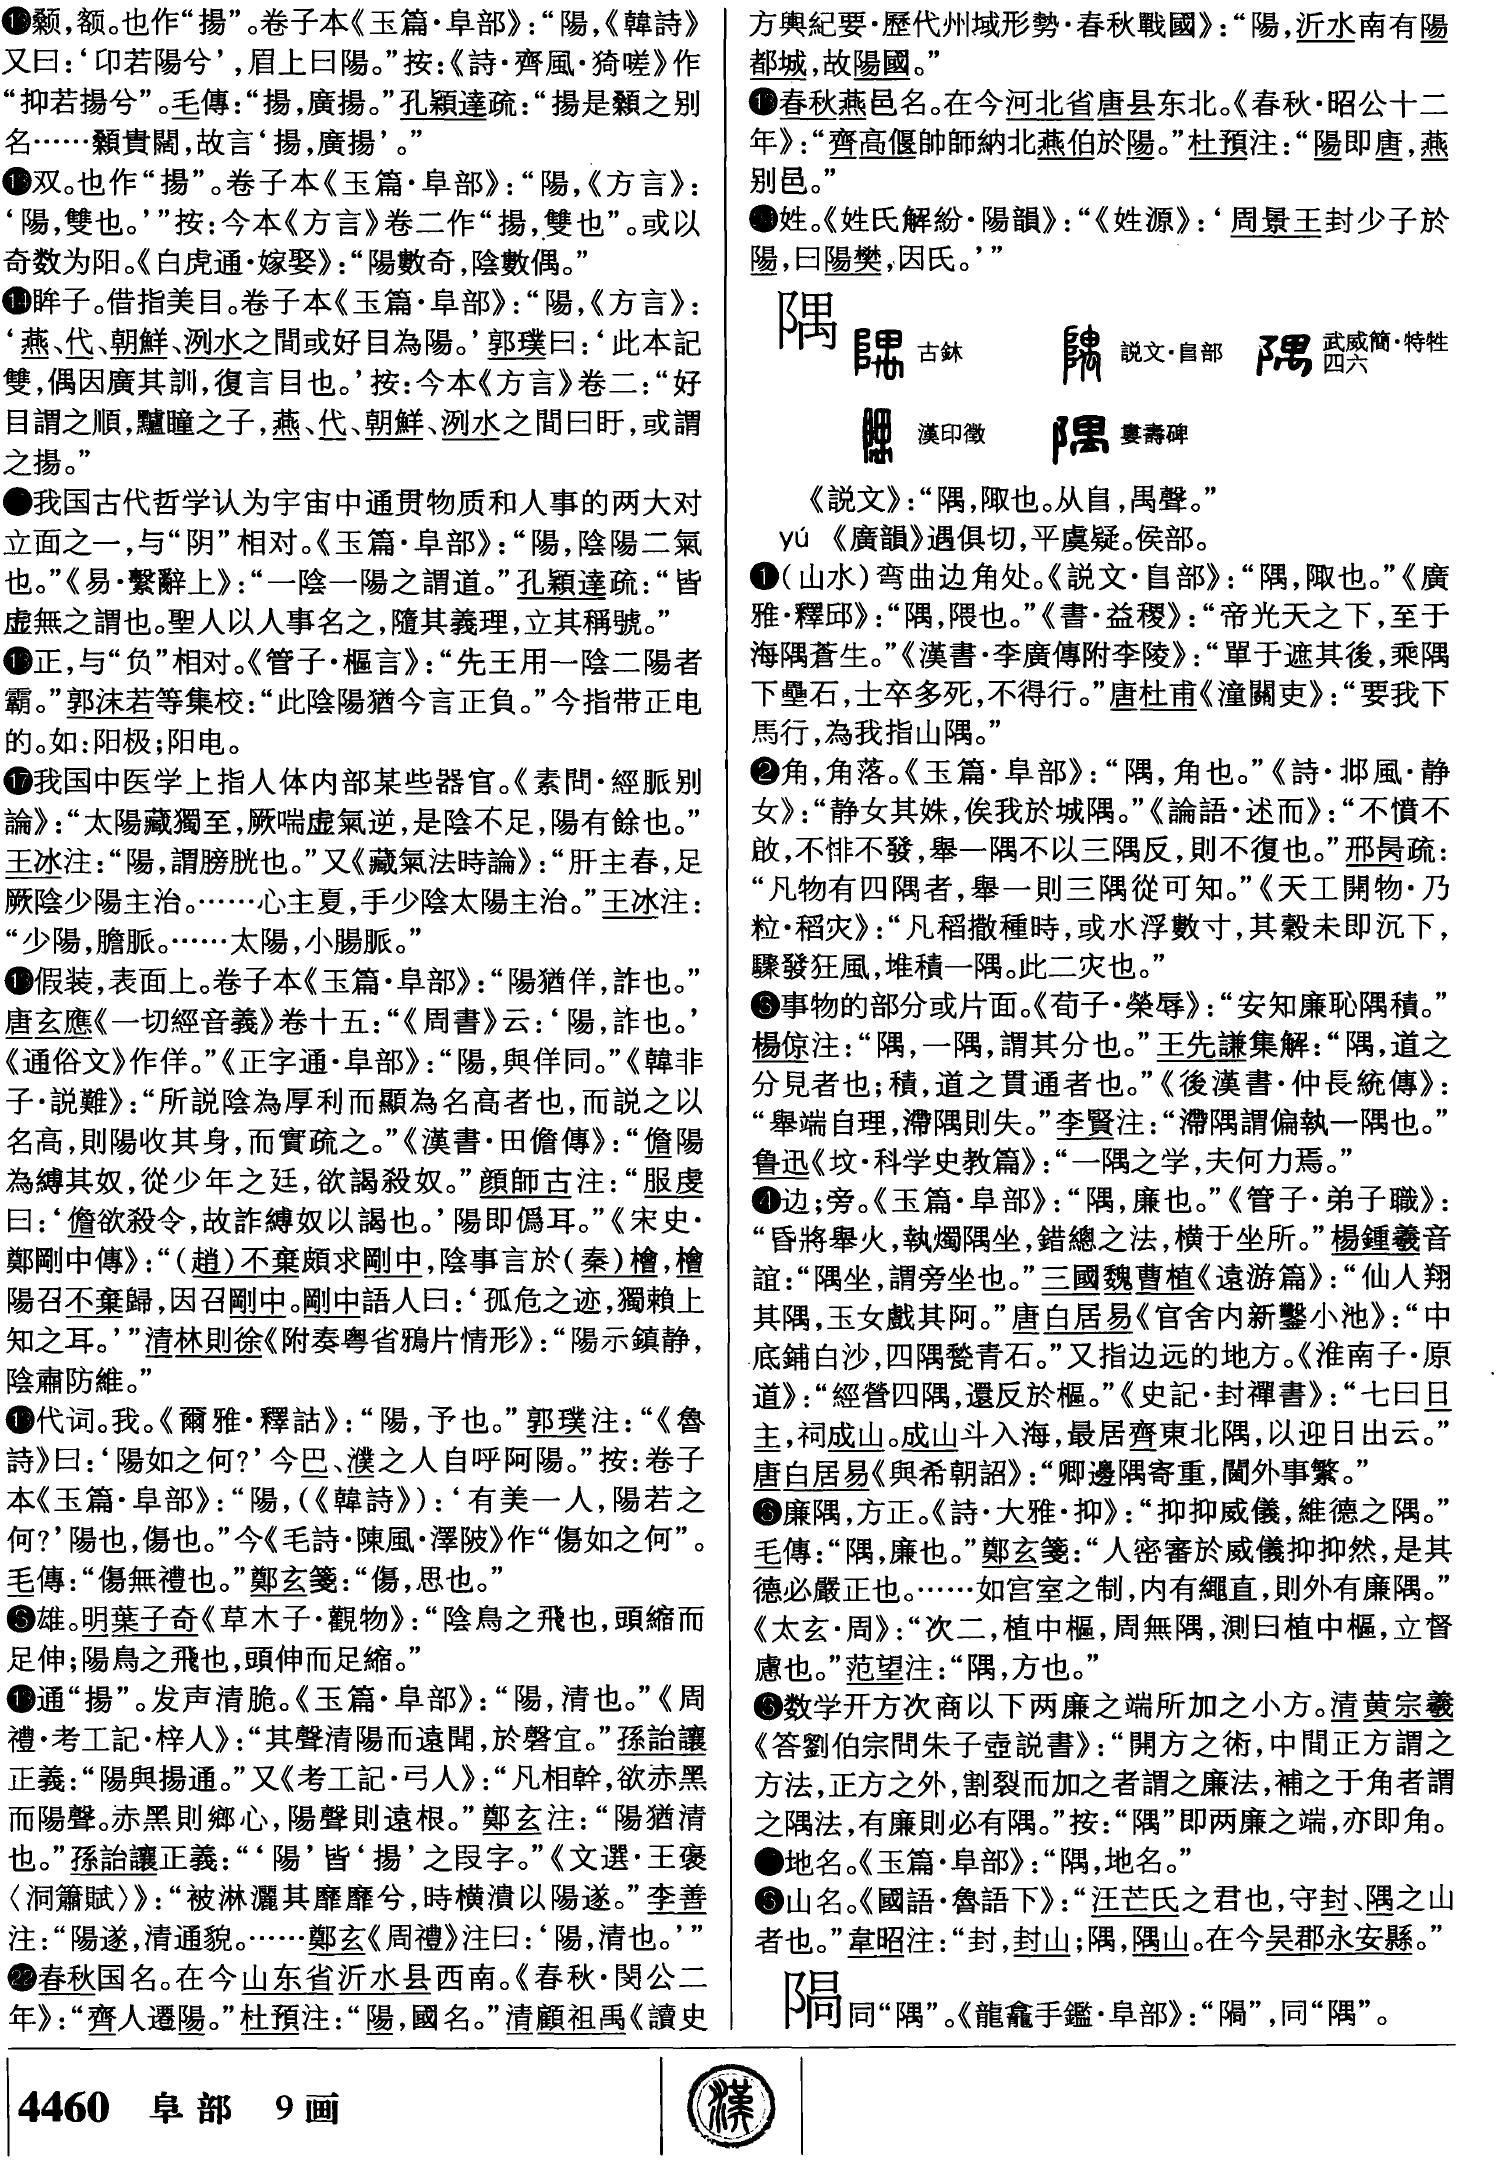 ⓬顙,额。也作“揚”。卷子本《玉篇·阜部》:“陽,《韓詩》
又曰:‘卬若陽兮’,眉上曰陽。”按:《詩·齊風·猗嗟》作
“抑若揚兮”。毛傳:“揚,廣揚。”孔穎達疏:“揚是顙之别
名……顙貴闊,故言‘揚,廣揚’。”
⓭双。也作“揚”。卷子本《玉篇·阜部》:“陽,《方言》:
‘陽,雙也。’”按:今本《方言》卷二作“揚,雙也”。或以
奇数为阳。《白虎通·嫁娶》:“陽數奇,陰數偶。”
⓮眸子。借指美目。卷子本《玉篇·阜部》:“陽,《方言》:
‘燕、代、朝鮮、洌水之間或好目為陽。’郭璞曰:‘此本記
雙,偶因廣其訓,復言目也。’按:今本《方言》卷二:“好
目謂之順,驢瞳之子,燕、代、朝鮮、洌水之間曰盱,或謂
之揚。”
⓯我国古代哲学认为宇宙中通贯物质和人事的两大对
立面之一,与“阴”相对。《玉篇·阜部》:“陽,陰陽二氣
也。”《易·繫辭上》:“一陰一陽之謂道。”孔穎達疏:“皆
虚無之謂也。聖人以人事名之,隨其義理,立其稱號。”
⓰正,与“负”相对。《管子·樞言》:“先王用一陰二陽者
霸。”郭沫若等集校:“此陰陽猶今言正負。”今指带正电
的。如:阳极;阳电。
⓱我国中医学上指人体内部某些器官。《素問·經脈别
論》:“太陽藏獨至,厥喘虚氣逆,是陰不足,陽有餘也。”
王冰注:“陽,謂膀胱也。”又《藏氣法時論》:“肝主春,足
厥陰少陽主治。……心主夏,手少陰太陽主治。”王冰注:
“少陽,膽脈。……太陽,小腸脈。”
⓲假装,表面上。卷子本《玉篇·阜部》:“陽猶佯,詐也。”
唐玄應《一切經音義》卷十五:“《周書》云:‘陽,詐也。’
《通俗文》作佯。”《正字通·阜部》:“陽,與佯同。”《韓非
子·説難》:“所説陰為厚利而顯為名高者也,而説之以
名高,則陽收其身,而實疏之。”《漢書·田儋傳》:“儋陽
為縛其奴,從少年之廷,欲謁殺奴。”顔師古注:“服虔
曰:‘儋欲殺令,故詐縛奴以謁也。’陽即僞耳。”《宋史·
鄭剛中傳》:“(趙)不棄頗求剛中,陰事言於(秦)檜,檜
陽召不棄歸,因召剛中。剛中語人曰:‘孤危之迹,獨賴上
知之耳。’”清林則徐《附奏粤省鴉片情形》:“陽示鎮静,
陰肅防維。”
⓳代词。我。《爾雅·釋詁》:“陽,予也。”郭璞注:“《魯
詩》曰:‘陽如之何?’今巴、濮之人自呼阿陽。”按:卷子
本《玉篇·阜部》:“陽,(《韓詩》):‘有美一人,陽若之
何?’陽也,傷也。”今《毛詩·陳風·澤陂》作“傷如之何”。
毛傳:“傷無禮也。”鄭玄箋:“傷,思也。”
⓴雄。明葉子奇《草木子·觀物》:“陰鳥之飛也,頭縮而
足伸;陽鳥之飛也,頭伸而足縮。”
㉑通“揚”。发声清脆。《玉篇·阜部》:“陽,清也。”《周
禮·考工記·梓人》:“其聲清陽而遠聞,於磬宜。”孫詒讓
正義:“陽與揚通。”又《考工記·弓人》:“凡相幹,欲赤黑
而陽聲。赤黑則鄉心,陽聲則遠根。”鄭玄注:“陽猶清
也。”孫詒讓正義:“‘陽’皆‘揚’之叚字。”《文選·王褒
〈洞簫賦〉》:“被淋灑其靡靡兮,時横潰以陽遂。”李善
注:“陽遂,清通貌。……鄭玄《周禮》注曰:‘陽,清也。’”
㉒春秋国名。在今山东省沂水县西南。《春秋·閔公二
年》:“齊人遷陽。”杜預注:“陽,國名。”清顧祖禹《讀史
方輿紀要·歷代州域形勢·春秋戰國》:“陽,沂水南有陽
都城,故陽國。”
㉓春秋燕邑名。在今河北省唐县东北。《春秋·昭公十二
年》:“齊高偃帥師納北燕伯於陽。”杜預注:“陽即唐,燕
别邑。”
㉔姓。《姓氏解紛·陽韻》:“《姓源》:‘周景王封少子於
陽,曰陽樊,因氏。’”
隅 古鉥 説文·𨸏部 武威簡·特牲四六
漢印徵 婁壽碑
《説文》:“隅,陬也。从𨸏,禺聲。”
yú 《廣韻》遇俱切,平虞疑。侯部。
❶(山水)弯曲边角处。《説文·𨸏部》:“隅,陬也。”《廣
雅·釋邱》:“隅,隈也。”《書·益稷》:“帝光天之下,至于
海隅蒼生。”《漢書·李廣傳附李陵》:“單于遮其後,乘隅
下壘石,士卒多死,不得行。”唐杜甫《潼關吏》:“要我下
馬行,為我指山隅。”
❷角,角落。《玉篇·阜部》:“隅,角也。”《詩·邶風·静
女》:“静女其姝,俟我於城隅。”《論語·述而》:“不憤不
啟,不悱不發,舉一隅不以三隅反,則不復也。”邢昺疏:
“凡物有四隅者,舉一則三隅從可知。”《天工開物·乃
粒·稻灾》:“凡稻撒種時,或水浮數寸,其穀未即沉下,
驟發狂風,堆積一隅。此二灾也。”
❸事物的部分或片面。《荀子·榮辱》:“安知廉恥隅積。”
楊倞注:“隅,一隅,謂其分也。”王先謙集解:“隅,道之
分見者也;積,道之貫通者也。”《後漢書·仲長統傳》:
“舉端自理,滯隅則失。”李賢注:“滯隅謂偏執一隅也。”
鲁迅《坟·科学史教篇》:“一隅之学,夫何力焉。”
❹边;旁。《玉篇·阜部》:“隅,廉也。”《管子·弟子職》:
“昏將舉火,執燭隅坐,錯總之法,横于坐所。”楊鍾羲音
誼:“隅坐,謂旁坐也。”三國魏曹植《遠游篇》:“仙人翔
其隅,玉女戲其阿。”唐白居易《官舍内新鑿小池》:“中
底鋪白沙,四隅甃青石。”又指边远的地方。《淮南子·原
道》:“經營四隅,還反於樞。”《史記·封禪書》:“七曰日
主,祠成山。成山斗入海,最居齊東北隅,以迎日出云。”
唐白居易《與希朝詔》:“卿邊隅寄重,閫外事繁。”
❺廉隅,方正。《詩·大雅·抑》:“抑抑威儀,維德之隅。”
毛傳:“隅,廉也。”鄭玄箋:“人密審於威儀抑抑然,是其
德必嚴正也。……如宫室之制,内有繩直,則外有廉隅。”
《太玄·周》:“次二,植中樞,周無隅,測曰植中樞,立督
慮也。”范望注:“隅,方也。”
❻数学开方次商以下两廉之端所加之小方。清黄宗羲
《答劉伯宗問朱子壺説書》:“開方之術,中間正方謂之
方法,正方之外,割裂而加之者謂之廉法,補之于角者謂
之隅法,有廉則必有隅。”按:“隅”即两廉之端,亦即角。
❼地名。《玉篇·阜部》:“隅,地名。”
❽山名。《國語·魯語下》:“汪芒氏之君也,守封、隅之山
者也。”韋昭注:“封,封山;隅,隅山。在今吴郡永安縣。”
同“隅”。《龍龕手鑑·阜部》:“”,同“隅”。
4460 阜部 9画
漢